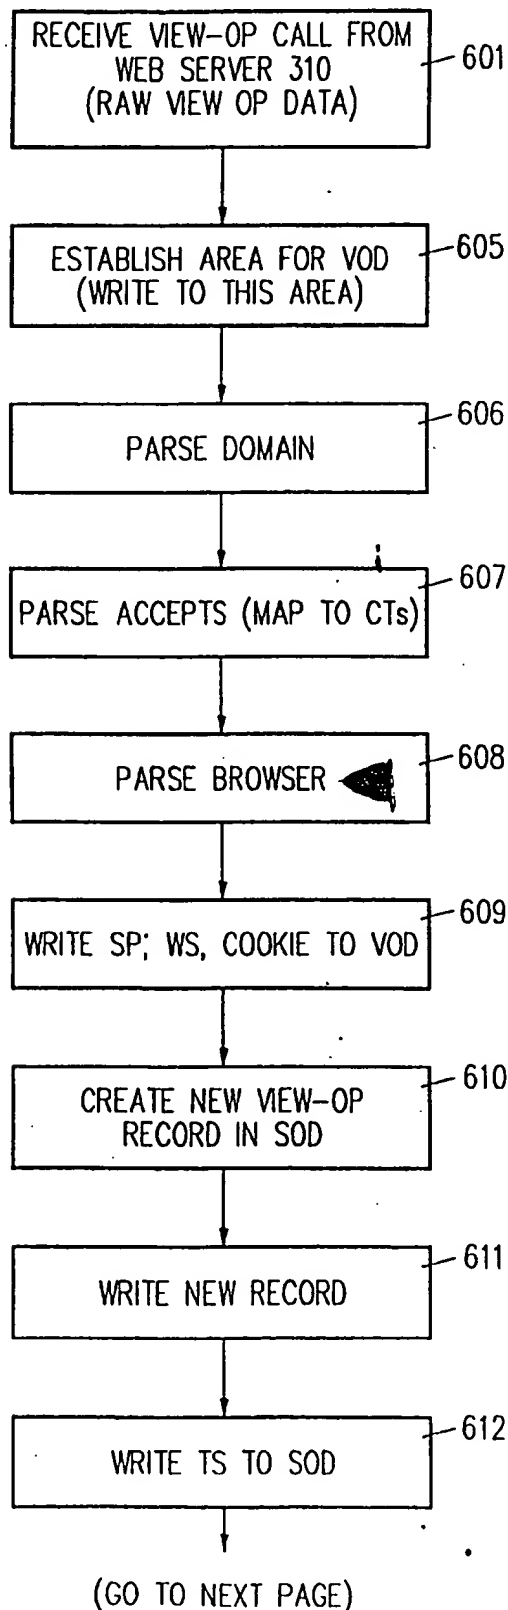 RECEIVE VIEW-OP CALL FROM
WEB SERVER 310
(RAW VIEW OP DATA)
601
ESTABLISH AREA FOR VOD
(WRITE TO THIS AREA)
605
PARSE DOMAIN
606
PARSE ACCEPTS (MAP TO CTs)
607
PARSE BROWSER
608
WRITE SP; WS, COOKIE TO VOD
609
CREATE NEW VIEW-OP
RECORD IN SOD
610
WRITE NEW RECORD
611
WRITE TS TO SOD
612
(GO TO NEXT PAGE)